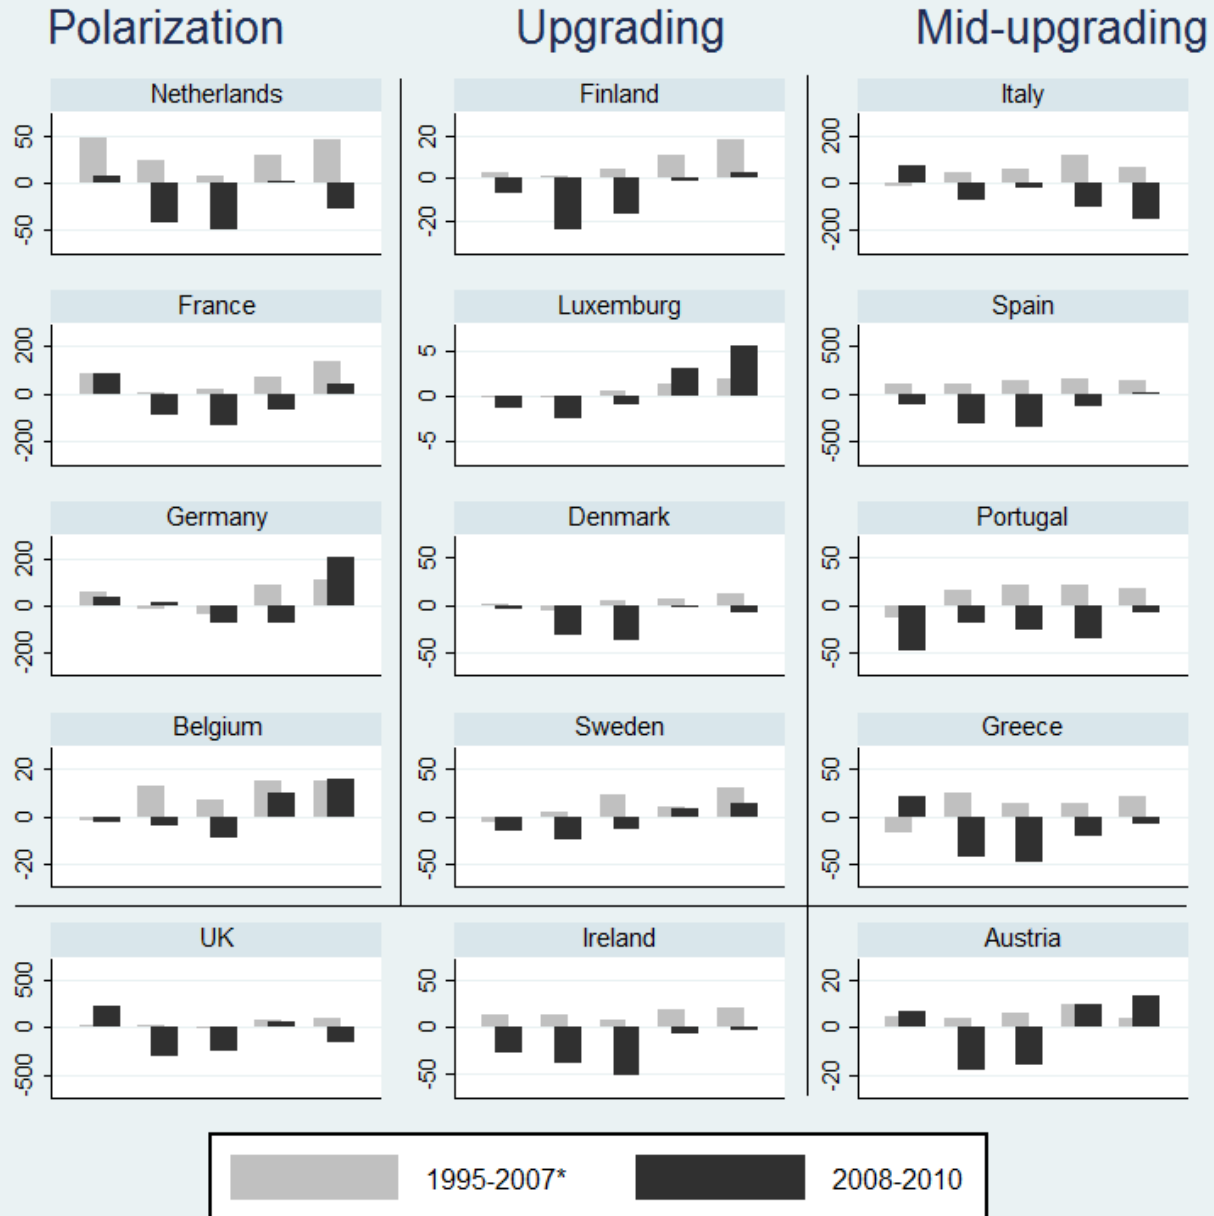 Polarization Upgrading Mid-upgrading
Netherlands Finland Italy
50 20 200
0 0 0
-50 -20 -200
France Luxemburg Spain
200 5 500
0 0 0
-200 -5 -500
Germany Denmark Portugal
200 50 50
0 0 0
-200 -50 -50
Belgium Sweden Greece
20 50 50
0 0 0
-20 -50 -50
UK Ireland Austria
500 50 20
0 0 0
-500 -50 -20
1995-2007* 2008-2010